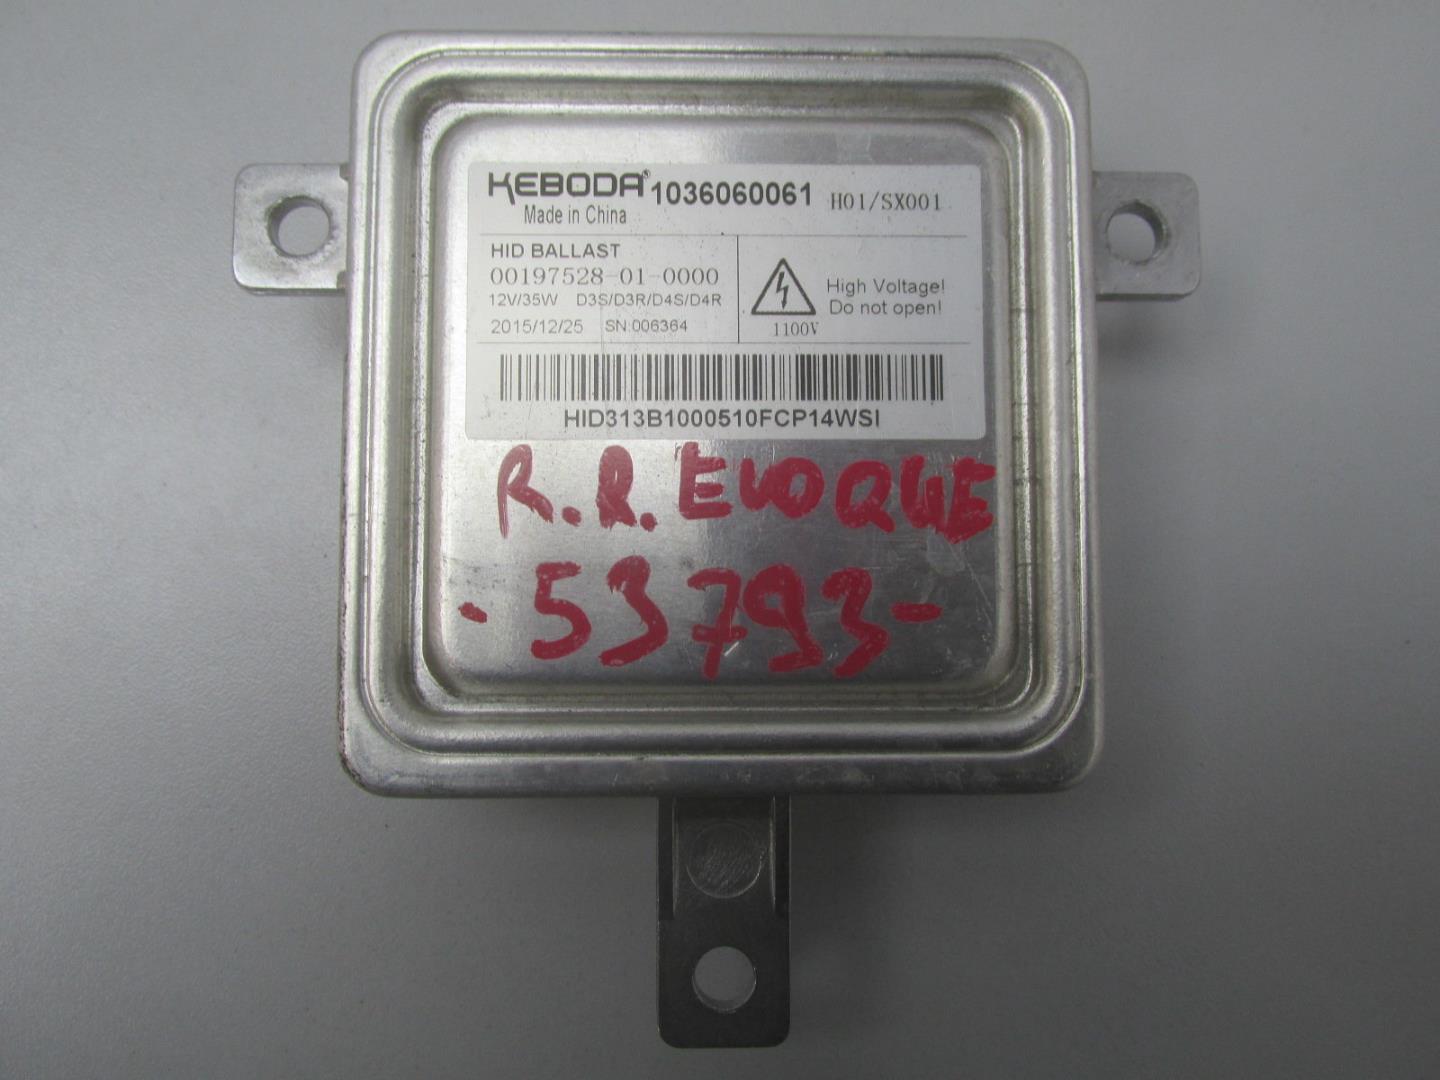 KEBODA® 1036060061 H01/SX001
Made in China
HID BALLAST
00197528-01-0000
12V/35W D3S/D3R/D4S/D4R
2015/12/25 SN:006364
High Voltage!
Do not open!
1100V
HID313B1000510FCP14WSI
R.R. EVOQUE
-53793-